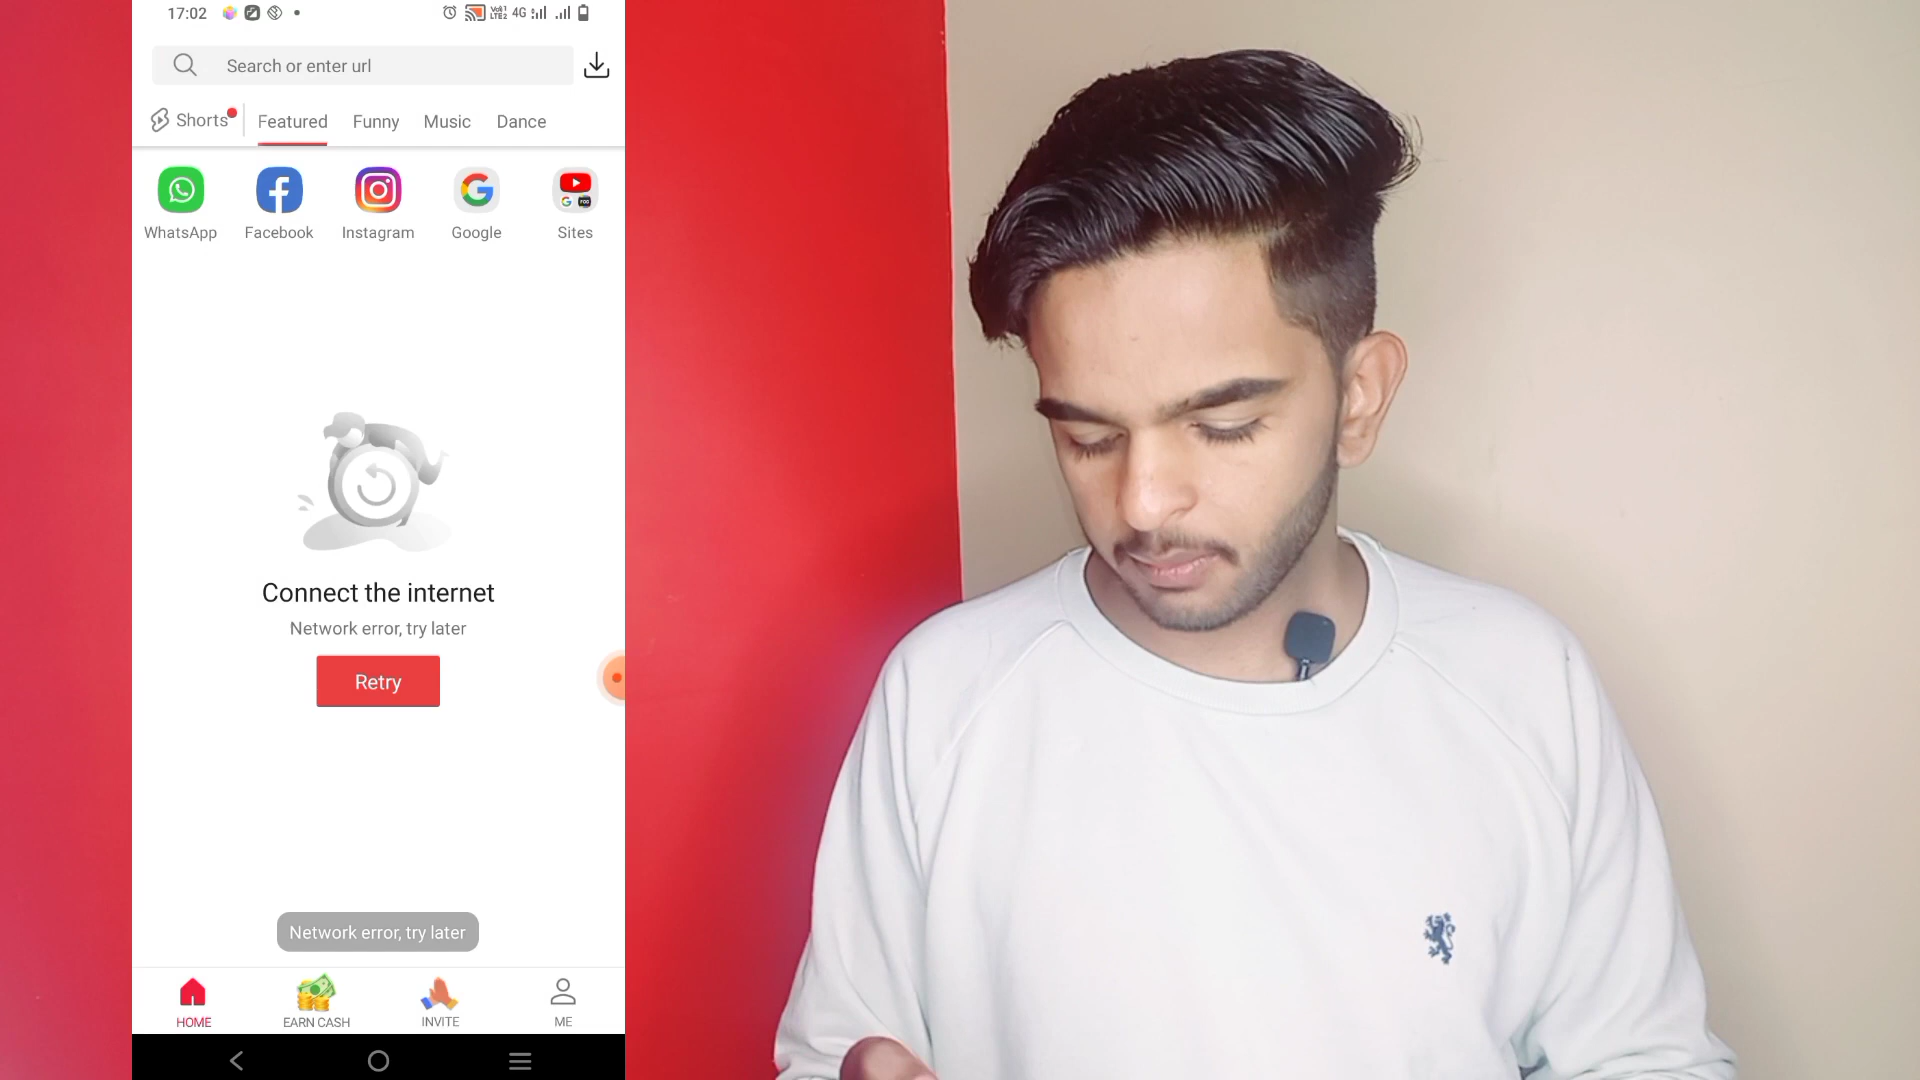 17:02
4G
Search or enter url
Shorts
Featured
Funny
Music
Dance
WhatsApp
Facebook
Instagram
Google
Sites
Connect the internet
Network error, try later
Retry
Network error, try later
HOME
EARN CASH
INVITE
ME